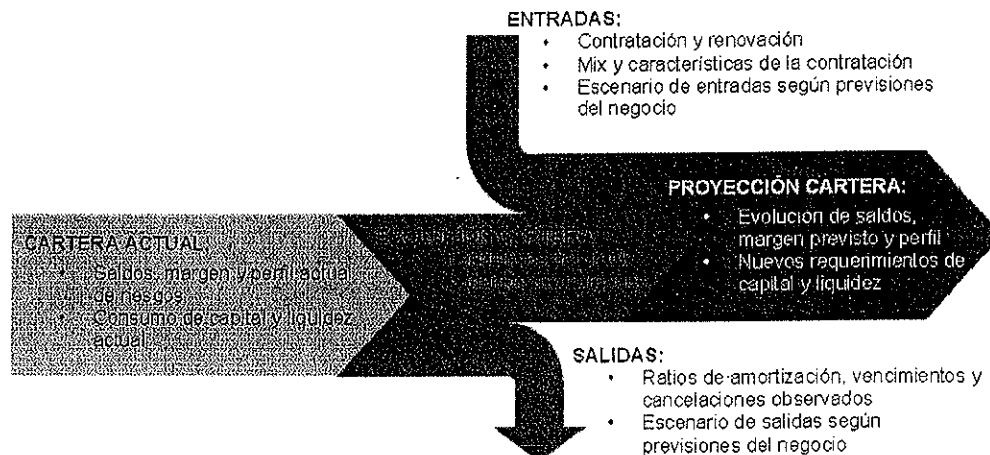 ENTRADAS:
• Contratación y renovación
• Mix y características de la contratación
• Escenario de entradas según previsiones
del negocio
PROYECCIÓN CARTERA:
• Evolución de saldos,
margen previsto y perfil
• Nuevos requerimientos de
capital y liquidez
CARTERA ACTUAL:
• Saldos, margen y perfil actual
de riesgos
• Consumo de capital y liquidez
actual
SALIDAS:
• Ratios de amortización, vencimientos y
cancelaciones observados
• Escenario de salidas según
previsiones del negocio